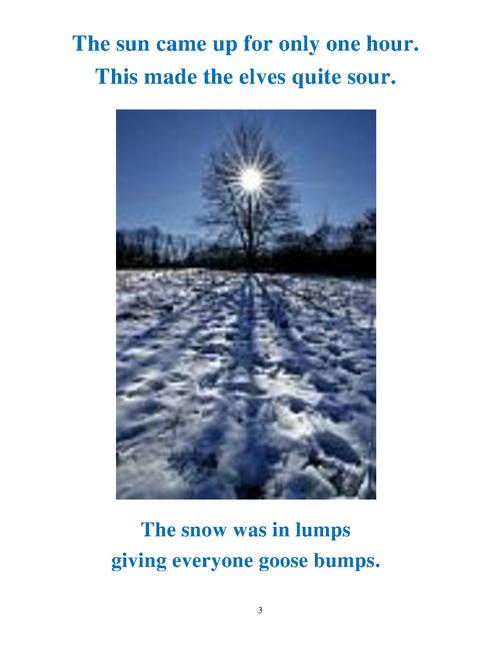 The sun came up for only one hour.
This made the elves quite sour.
The snow was in lumps
giving everyone goose bumps.
3